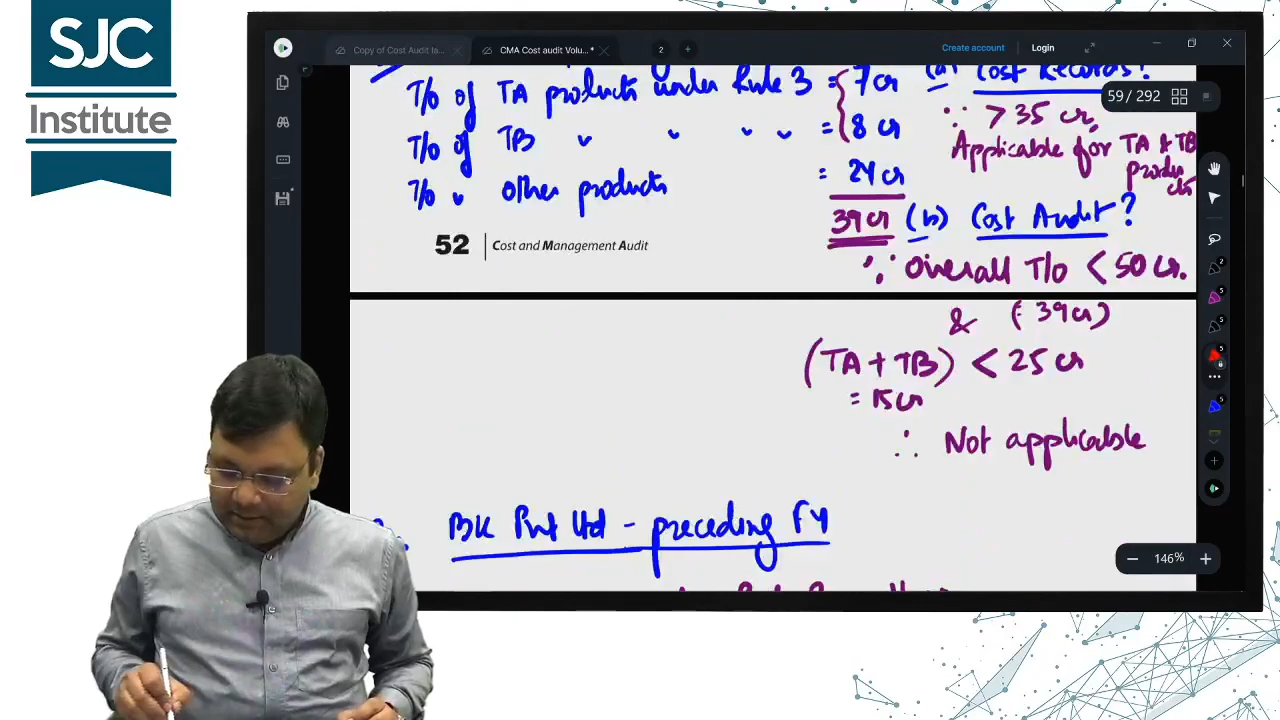 SJC
Institute
Copy of Cost Audit la...
CMA Cost audit Volu...*
2
Create account
Login
59 / 292
T/o of TA products under Rule 3 = 7 cr
T/o of TB " " " " = 8 cr
T/o " other products = 24 cr
39 cr
(a) Cost Records?
∵ > 35 cr.
Applicable for TA & TB products
(b) Cost Audit?
∵ Overall T/o < 50 cr.
52 | Cost and Management Audit
& (39 cr)
(TA + TB) < 25 cr
= 15 cr
∴ Not applicable
BK Pvt Ltd - preceding FY
146%